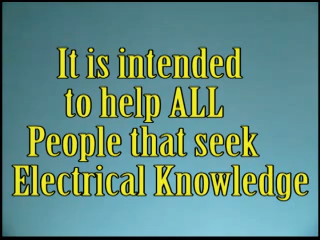 It is intended
to help ALL
People that seek
Electrical Knowledge